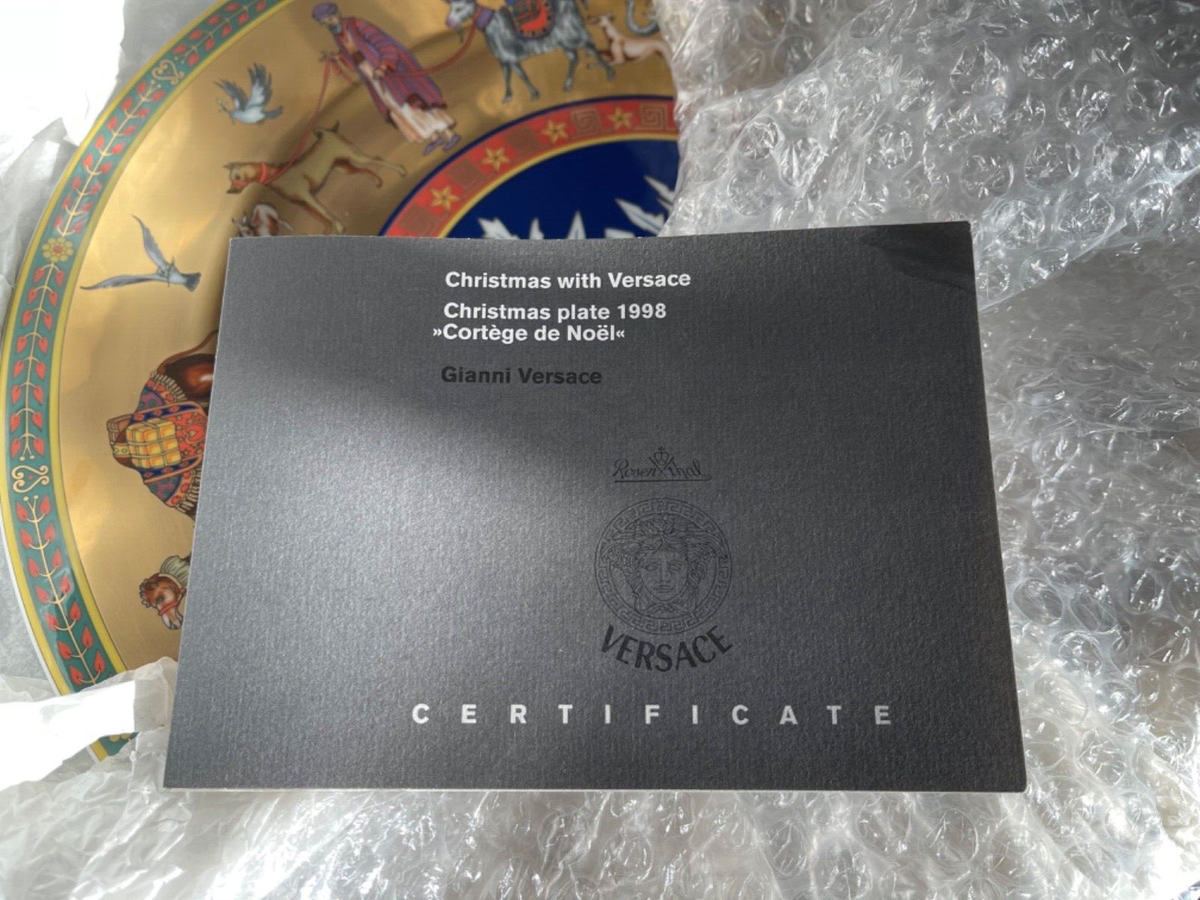 Christmas with Versace
Christmas plate 1998
»Cortège de Noël«
Gianni Versace
Rosenthal
VERSACE
CERTIFICATE